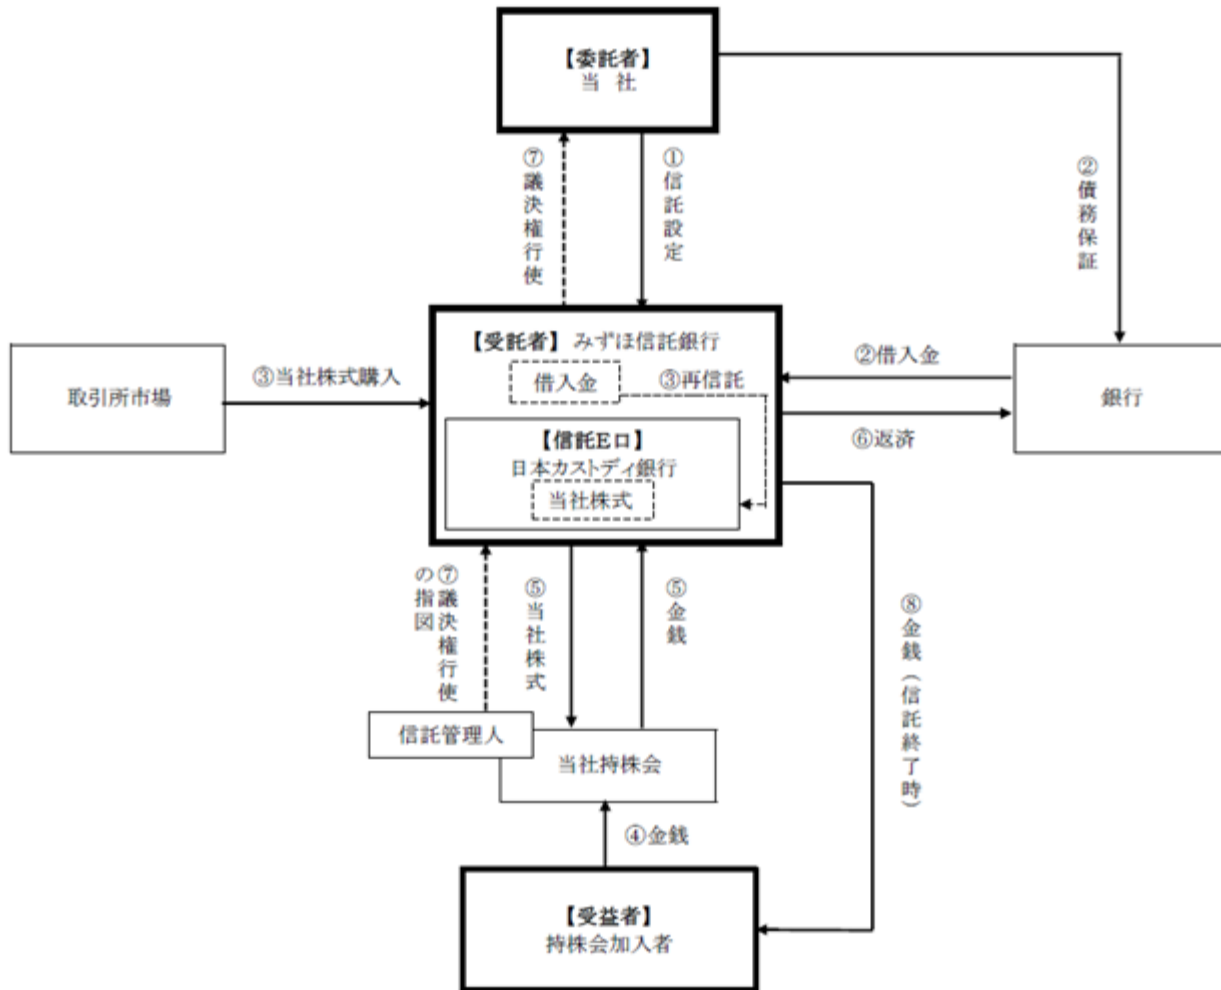 【委託者】
当 社
⑦議決権行使
①信託設定
②債務保証
【受託者】みずほ信託銀行
借入金
③再信託
②借入金
③当社株式購入
取引所市場
銀行
⑥返済
【信託E口】
日本カストディ銀行
当社株式
⑦議決権行使
の指図
⑤当社株式
⑤金銭
⑧金銭（信託終了時）
信託管理人
当社持株会
④金銭
【受益者】
持株会加入者